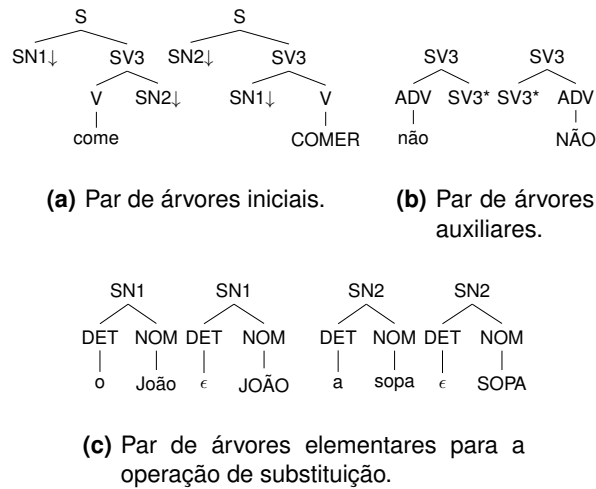 S S
SN1↓ SV3 SN2↓ SV3
V SN2↓ SN1↓ V
come COMER
SV3 SV3
ADV SV3* SV3* ADV
não NÃO
(a) Par de árvores iniciais.
(b) Par de árvores
auxiliares.
SN1 SN1 SN2 SN2
DET NOM DET NOM DET NOM DET NOM
o João ϵ JOÃO a sopa ϵ SOPA
(c) Par de árvores elementares para a
operação de substituição.